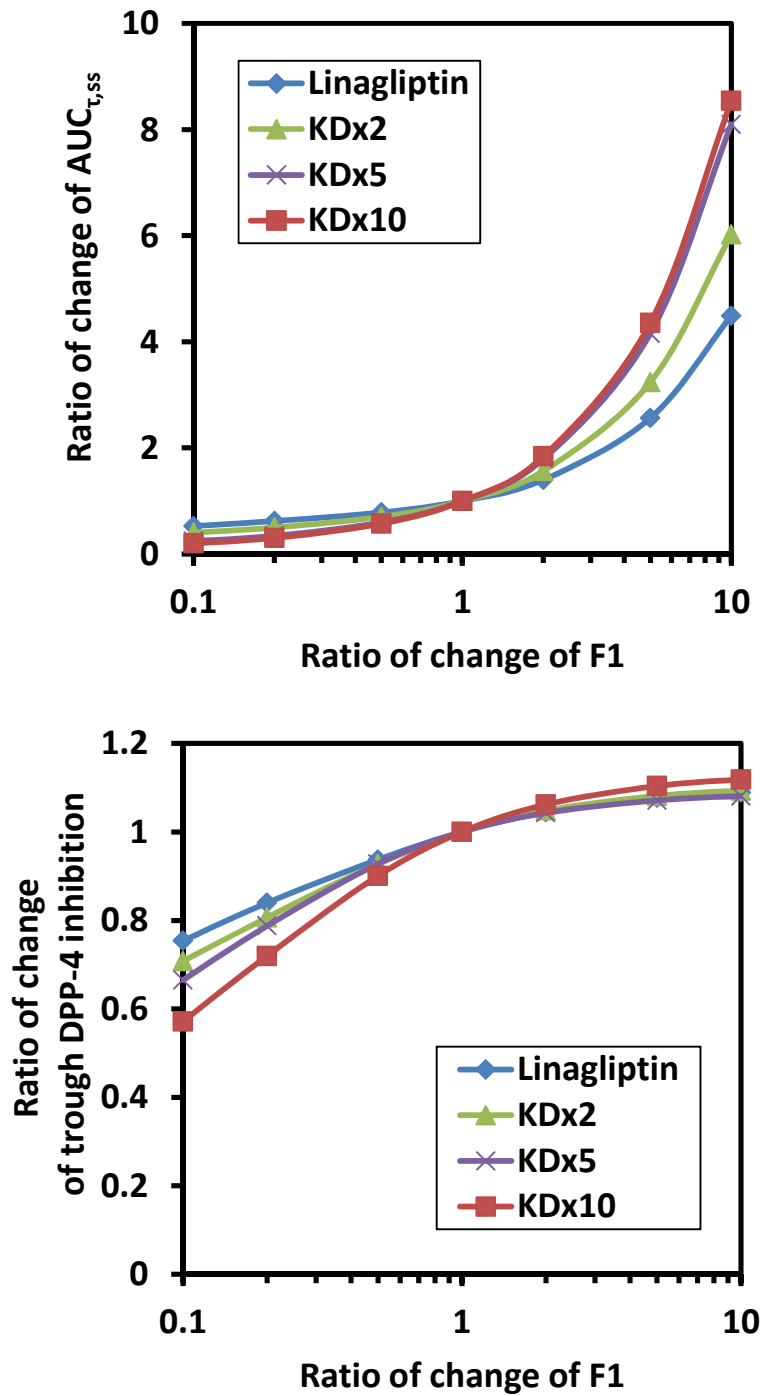 10
8
6
4
2
0
Ratio of change of AUCτ,ss
Linagliptin
KDx2
KDx5
KDx10
0.1 1 10
Ratio of change of F1
1.2
1
0.8
0.6
0.4
0.2
0
Ratio of change
of trough DPP-4 inhibition
Linagliptin
KDx2
KDx5
KDx10
0.1 1 10
Ratio of change of F1